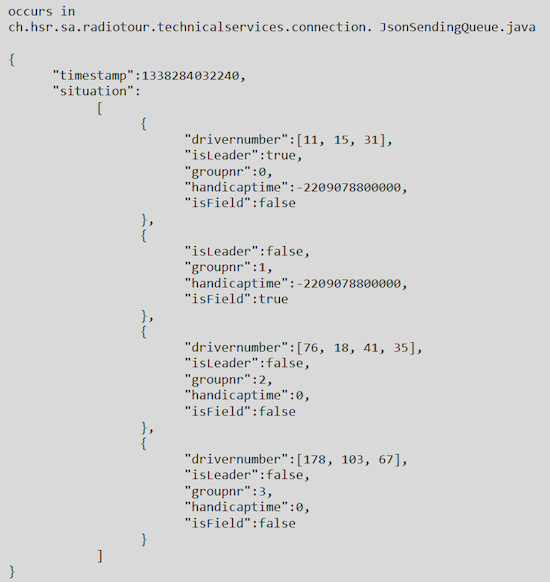 occurs in
ch.hsr.sa.radiotour.technicalservices.connection. JsonSendingQueue.java
{
"timestamp":1338284032240,
"situation":
[
{
"drivernumber":[11, 15, 31],
"isLeader":true,
"groupnr":0,
"handicaptime":-2209078800000,
"isField":false
},
{
"isLeader":false,
"groupnr":1,
"handicaptime":-2209078800000,
"isField":true
},
{
"drivernumber":[76, 18, 41, 35],
"isLeader":false,
"groupnr":2,
"handicaptime":0,
"isField":false
},
{
"drivernumber":[178, 103, 67],
"isLeader":false,
"groupnr":3,
"handicaptime":0,
"isField":false
}
]
}